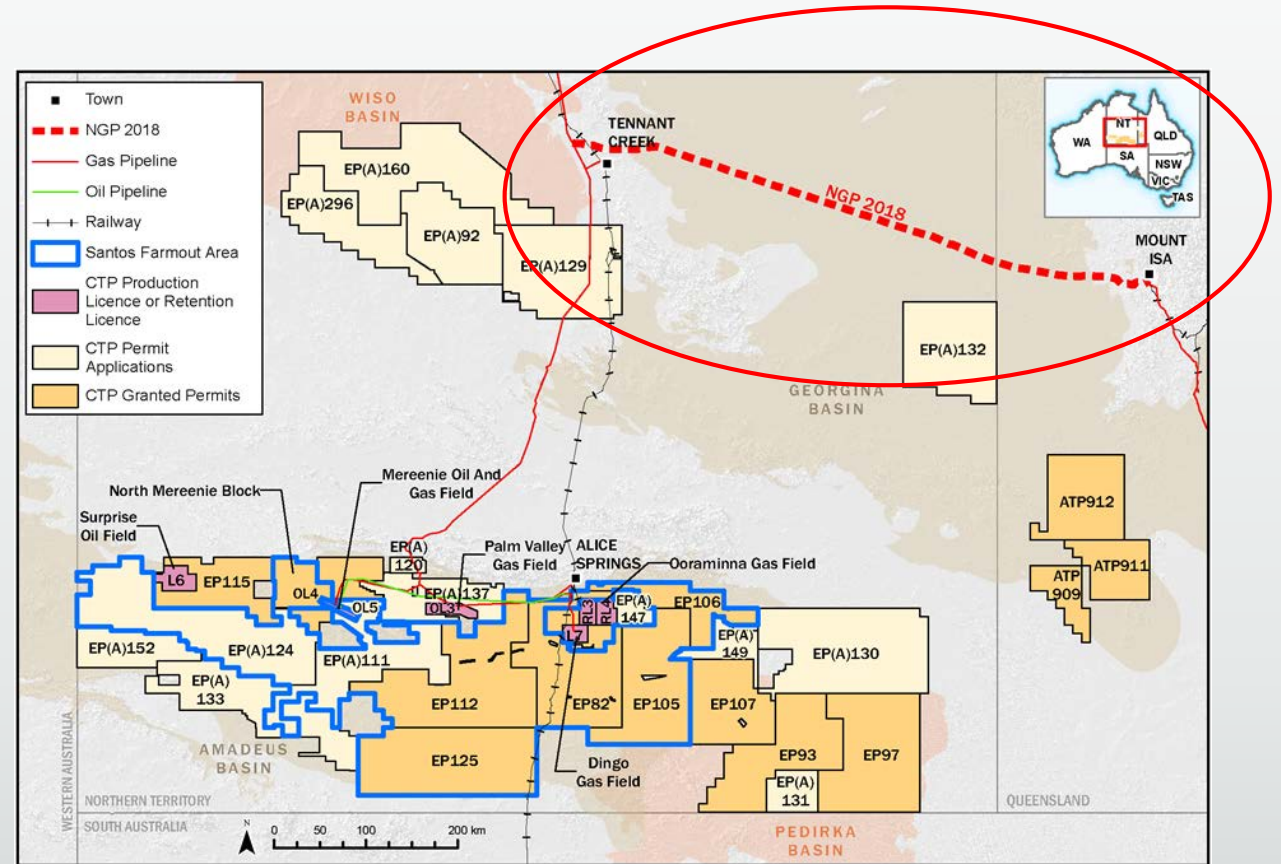 Town
NGP 2018
Gas Pipeline
Oil Pipeline
Railway
Santos Farmout Area
CTP Production
Licence or Retention
Licence
CTP Permit
Applications
CTP Granted Permits
WISO
BASIN
TENNANT
CREEK
NT
WA
QLD
SA
NSW
VIC
TAS
EP(A)160
EP(A)296
EP(A)92
EP(A)129
NGP 2018
MOUNT
ISA
EP(A)132
GEORGINA
BASIN
Mereenie Oil And
Gas Field
North Mereenie Block
Surprise
Oil Field
EP(A)
120
Palm Valley
Gas Field
ALICE
SPRINGS
Ooraminna Gas Field
ATP912
ATP911
ATP
909
L6
EP115
OL4
OL5
EP(A)137
OL3
RL3
RL4
EP(A)
147
EP106
L7
EP(A)152
EP(A)124
EP(A)111
EP(A)
149
EP(A)130
EP(A)
133
EP112
EP82
EP105
EP107
AMADEUS
BASIN
EP125
Dingo
Gas Field
EP93
EP97
EP(A)
131
WESTERN AUSTRALIA
NORTHERN TERRITORY
SOUTH AUSTRALIA
QUEENSLAND
N
0 50 100 200 km
PEDIRKA
BASIN